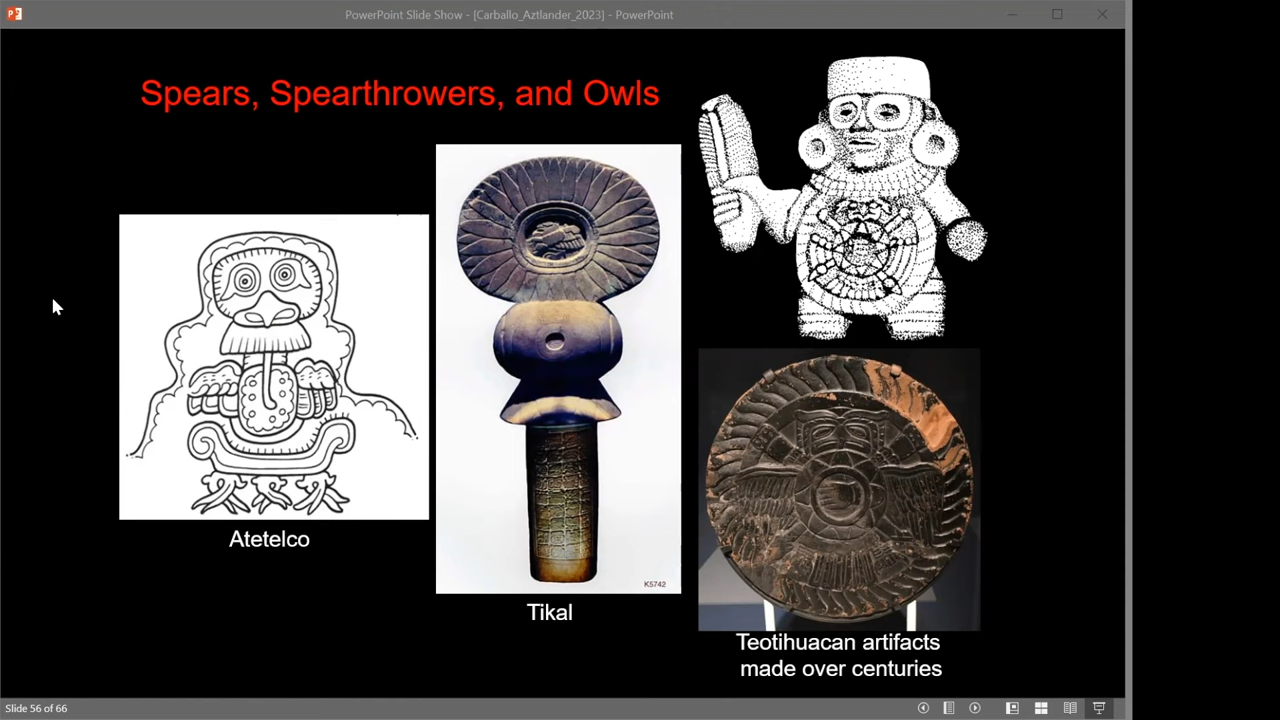 PowerPoint Slide Show - [Carballo_Aztlander_2023] - PowerPoint
Spears, Spearthrowers, and Owls
Atetelco
K5742
Tikal
Teotihuacan artifacts
made over centuries
Slide 56 of 66